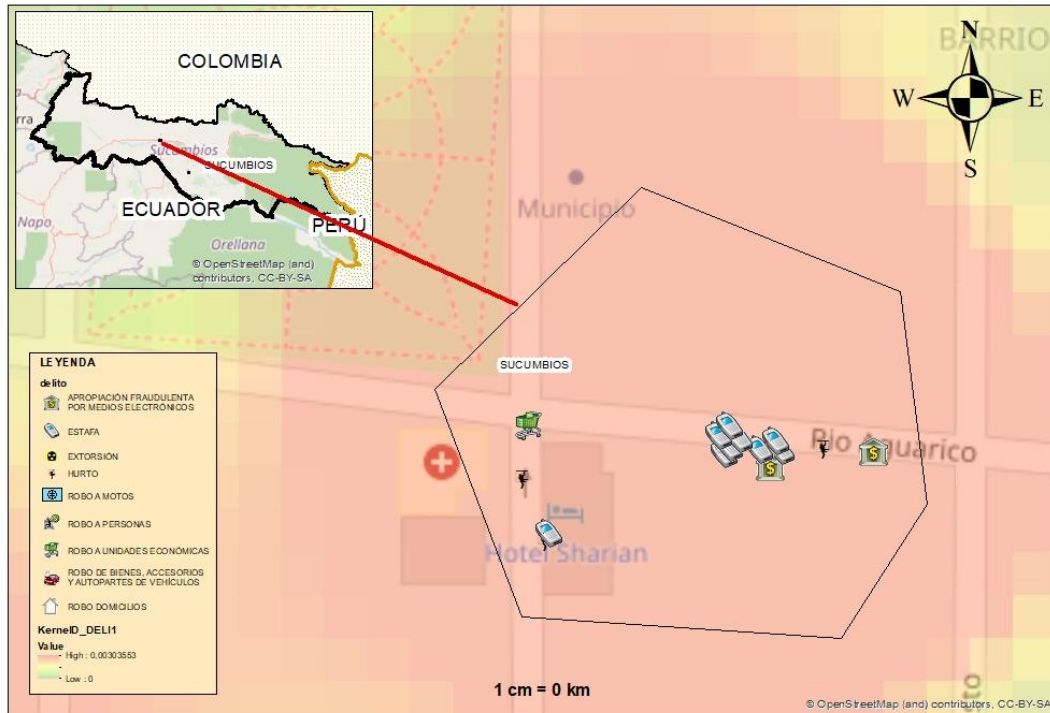 COLOMBIA
Sucumbíos
SUCUMBIOS
ECUADOR
PERÚ
Napo
Orellana
© OpenStreetMap (and)
contributors, CC-BY-SA
N
W
E
S
BARRIO
Municipio
SUCUMBIOS
Rio Aguarico
Hotel Sharian
LEYENDA
delito
APROPIACIÓN FRAUDULENTA
POR MEDIOS ELECTRÓNICOS
ESTAFA
EXTORSIÓN
HURTO
ROBO A MOTOS
ROBO A PERSONAS
ROBO A UNIDADES ECONÓMICAS
ROBO DE BIENES, ACCESORIOS
Y AUTOPARTES DE VEHÍCULOS
ROBO DOMICILIOS
KernelD_DELI1
Value
High : 0,00303553
Low : 0
1 cm = 0 km
© OpenStreetMap (and) contributors, CC-BY-SA